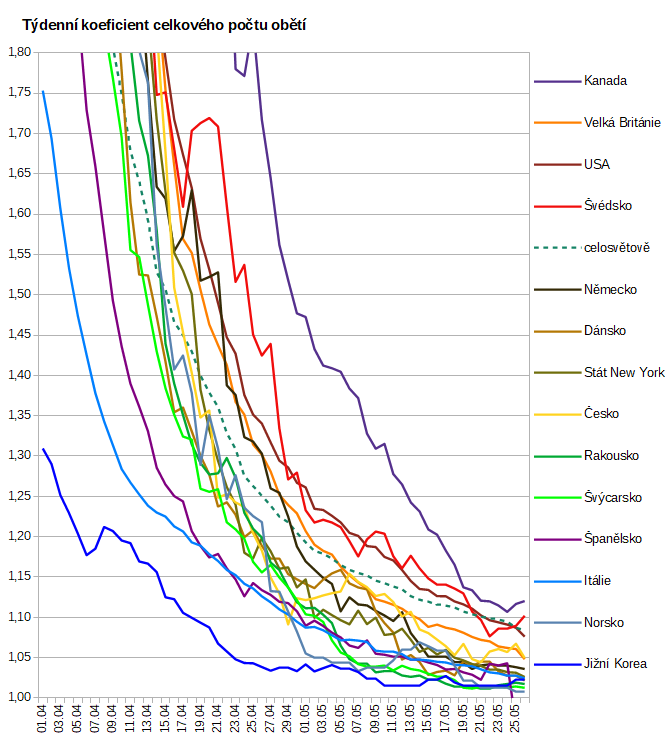 Týdenní koeficient celkového počtu obětí
1,80
1,75
1,70
1,65
1,60
1,55
1,50
1,45
1,40
1,35
1,30
1,25
1,20
1,15
1,10
1,05
1,00
01.04
03.04
05.04
07.04
09.04
11.04
13.04
15.04
17.04
19.04
21.04
23.04
25.04
27.04
29.04
01.05
03.05
05.05
07.05
09.05
11.05
13.05
15.05
17.05
19.05
21.05
23.05
25.05
Kanada
Velká Británie
USA
Švédsko
celosvětově
Německo
Dánsko
Stát New York
Česko
Rakousko
Švýcarsko
Španělsko
Itálie
Norsko
Jižní Korea